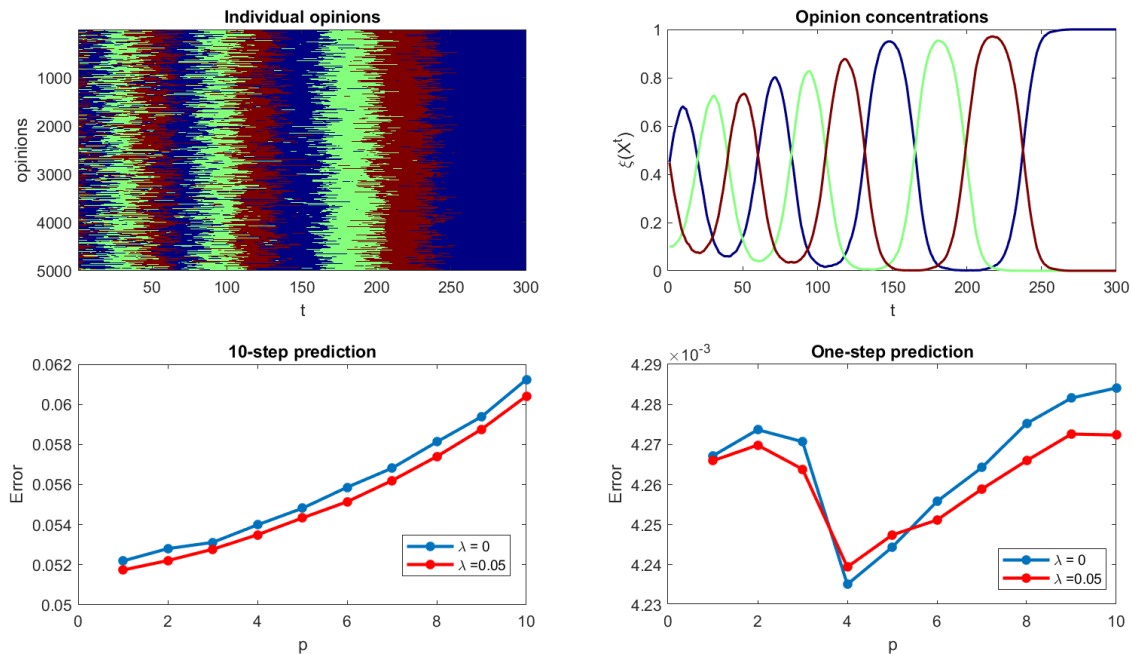 Individual opinions
opinions
1000
2000
3000
4000
5000
50 100 150 200 250 300
t
Opinion concentrations
ξ(X^t)
1
0.8
0.6
0.4
0.2
0
0 50 100 150 200 250 300
t
10-step prediction
Error
0.062
0.06
0.058
0.056
0.054
0.052
0.05
λ = 0
λ =0.05
0 2 4 6 8 10
p
One-step prediction
×10^-3
Error
4.29
4.28
4.27
4.26
4.25
4.24
4.23
λ = 0
λ =0.05
0 2 4 6 8 10
p